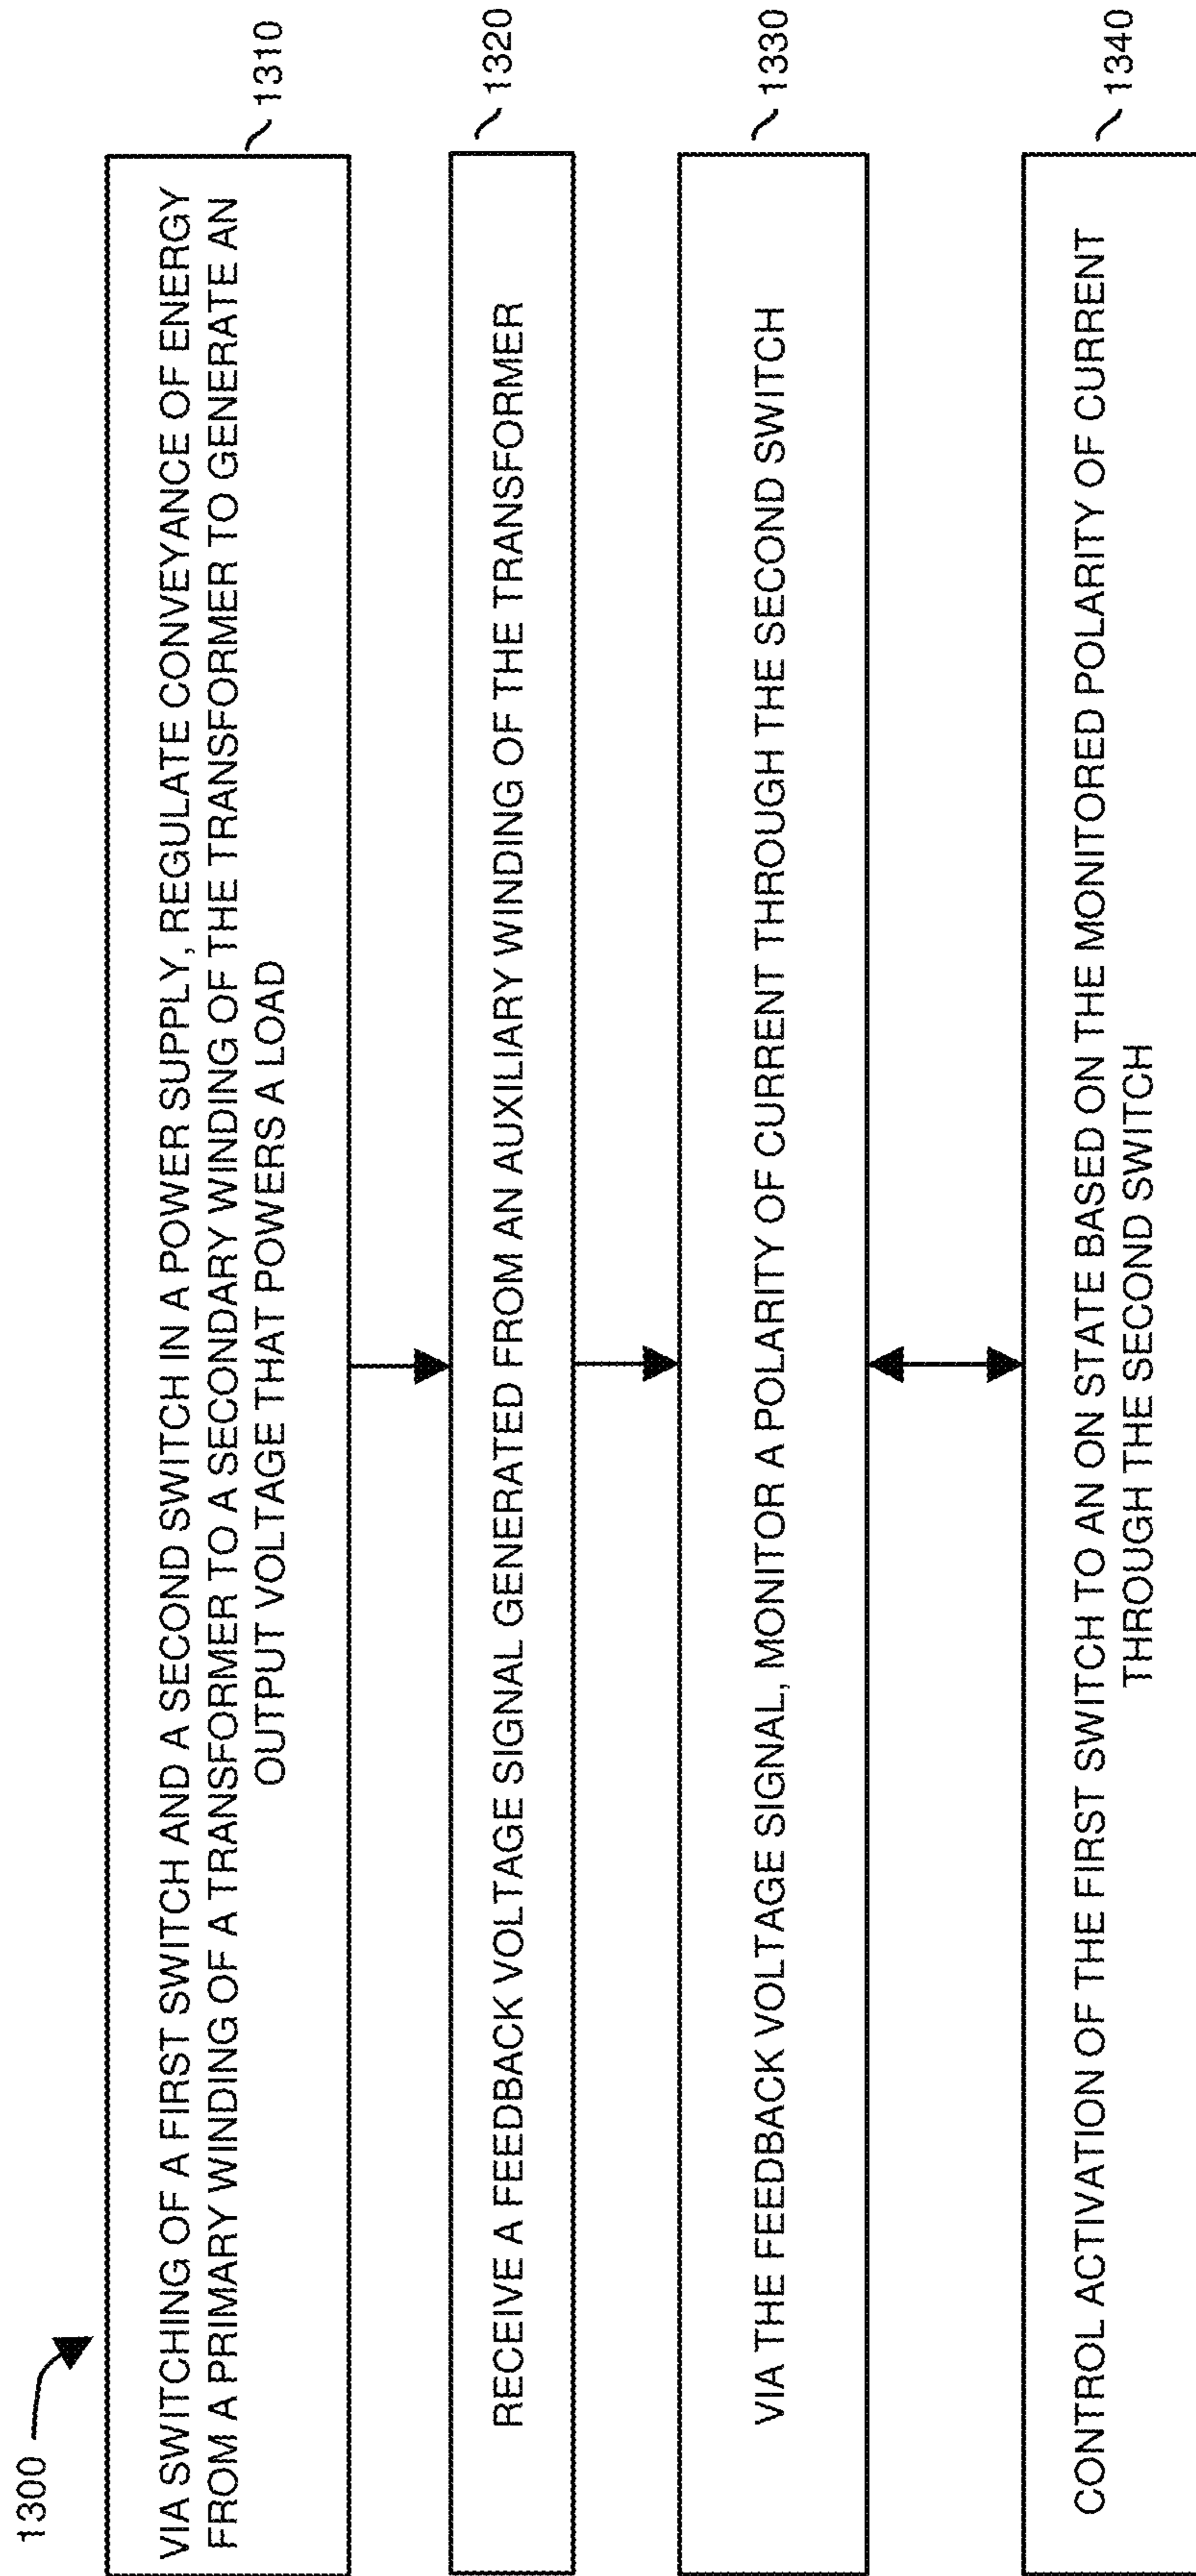 1300
VIA SWITCHING OF A FIRST SWITCH AND A SECOND SWITCH IN A POWER SUPPLY, REGULATE CONVEYANCE OF ENERGY
FROM A PRIMARY WINDING OF A TRANSFORMER TO A SECONDARY WINDING OF THE TRANSFORMER TO GENERATE AN
OUTPUT VOLTAGE THAT POWERS A LOAD
1310
RECEIVE A FEEDBACK VOLTAGE SIGNAL GENERATED FROM AN AUXILIARY WINDING OF THE TRANSFORMER
1320
VIA THE FEEDBACK VOLTAGE SIGNAL, MONITOR A POLARITY OF CURRENT THROUGH THE SECOND SWITCH
1330
CONTROL ACTIVATION OF THE FIRST SWITCH TO AN ON STATE BASED ON THE MONITORED POLARITY OF CURRENT
THROUGH THE SECOND SWITCH
1340